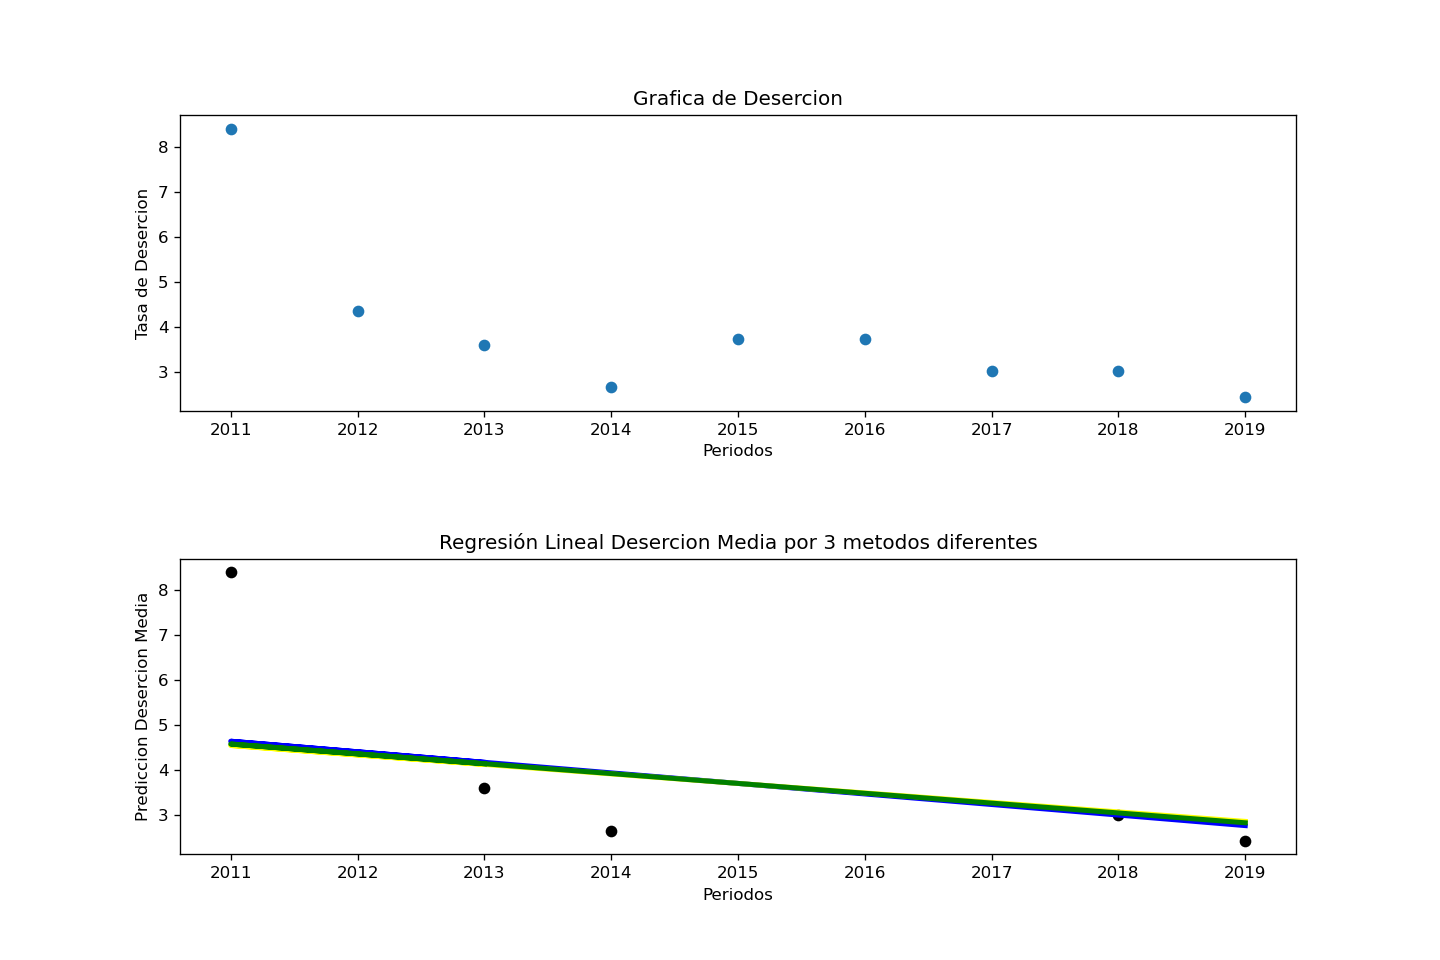 Grafica de Desercion
Tasa de Desercion
8
7
6
5
4
3
2011 2012 2013 2014 2015 2016 2017 2018 2019
Periodos
Regresión Lineal Desercion Media por 3 metodos diferentes
Prediccion Desercion Media
8
7
6
5
4
3
2011 2012 2013 2014 2015 2016 2017 2018 2019
Periodos